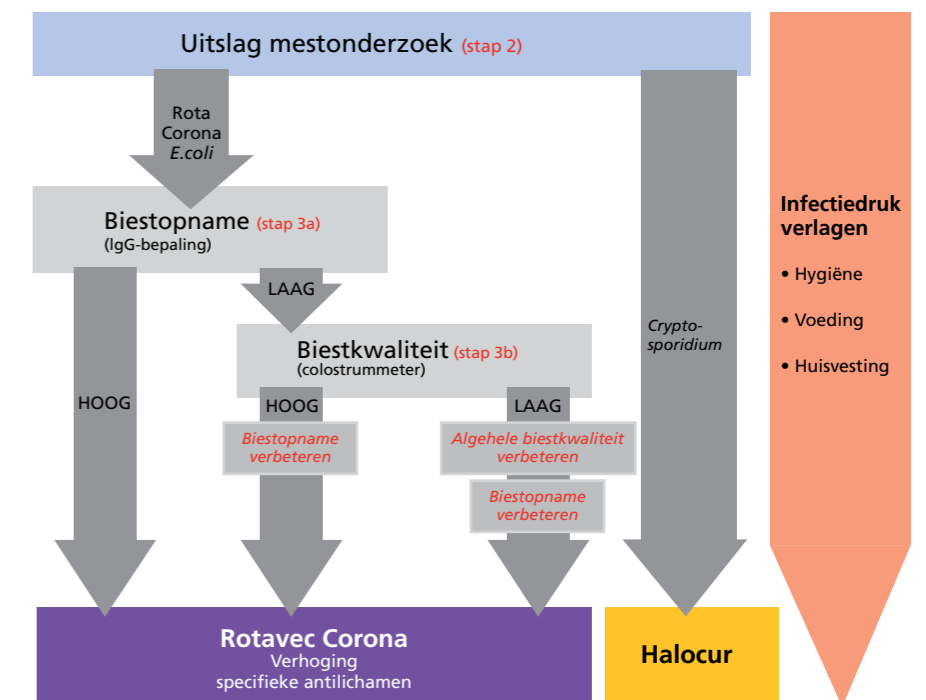 Uitslag mestonderzoek (stap 2)
Rota
Corona
E.coli
Biestopname (stap 3a)
(IgG-bepaling)
LAAG
Biestkwaliteit (stap 3b)
(colostrummeter)
HOOG
HOOG
LAAG
Biestopname
verbeteren
Algehele biestkwaliteit
verbeteren
Biestopname
verbeteren
Crypto-
sporidium
Rotavec Corona
Verhoging
specifieke antilichamen
Halocur
Infectiedruk
verlagen
• Hygiëne
• Voeding
• Huisvesting